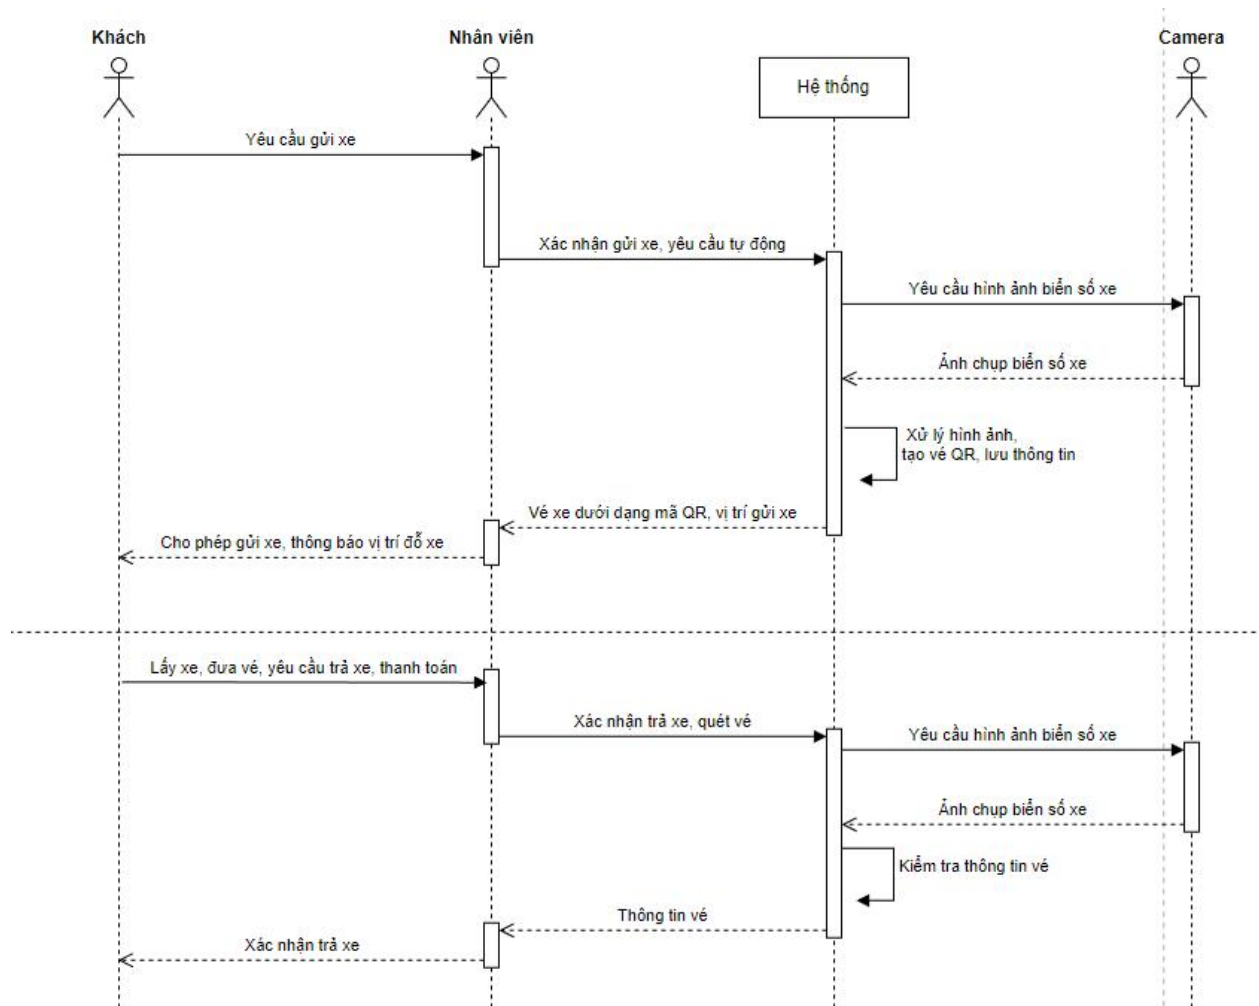 Khách
Nhân viên
Hệ thống
Camera
Yêu cầu gửi xe
Xác nhận gửi xe, yêu cầu tự động
Yêu cầu hình ảnh biển số xe
Ảnh chụp biển số xe
Xử lý hình ảnh,
tạo vé QR, lưu thông tin
Vé xe dưới dạng mã QR, vị trí gửi xe
Cho phép gửi xe, thông báo vị trí đỗ xe
Lấy xe, đưa vé, yêu cầu trả xe, thanh toán
Xác nhận trả xe, quét vé
Yêu cầu hình ảnh biển số xe
Ảnh chụp biển số xe
Kiểm tra thông tin vé
Thông tin vé
Xác nhận trả xe